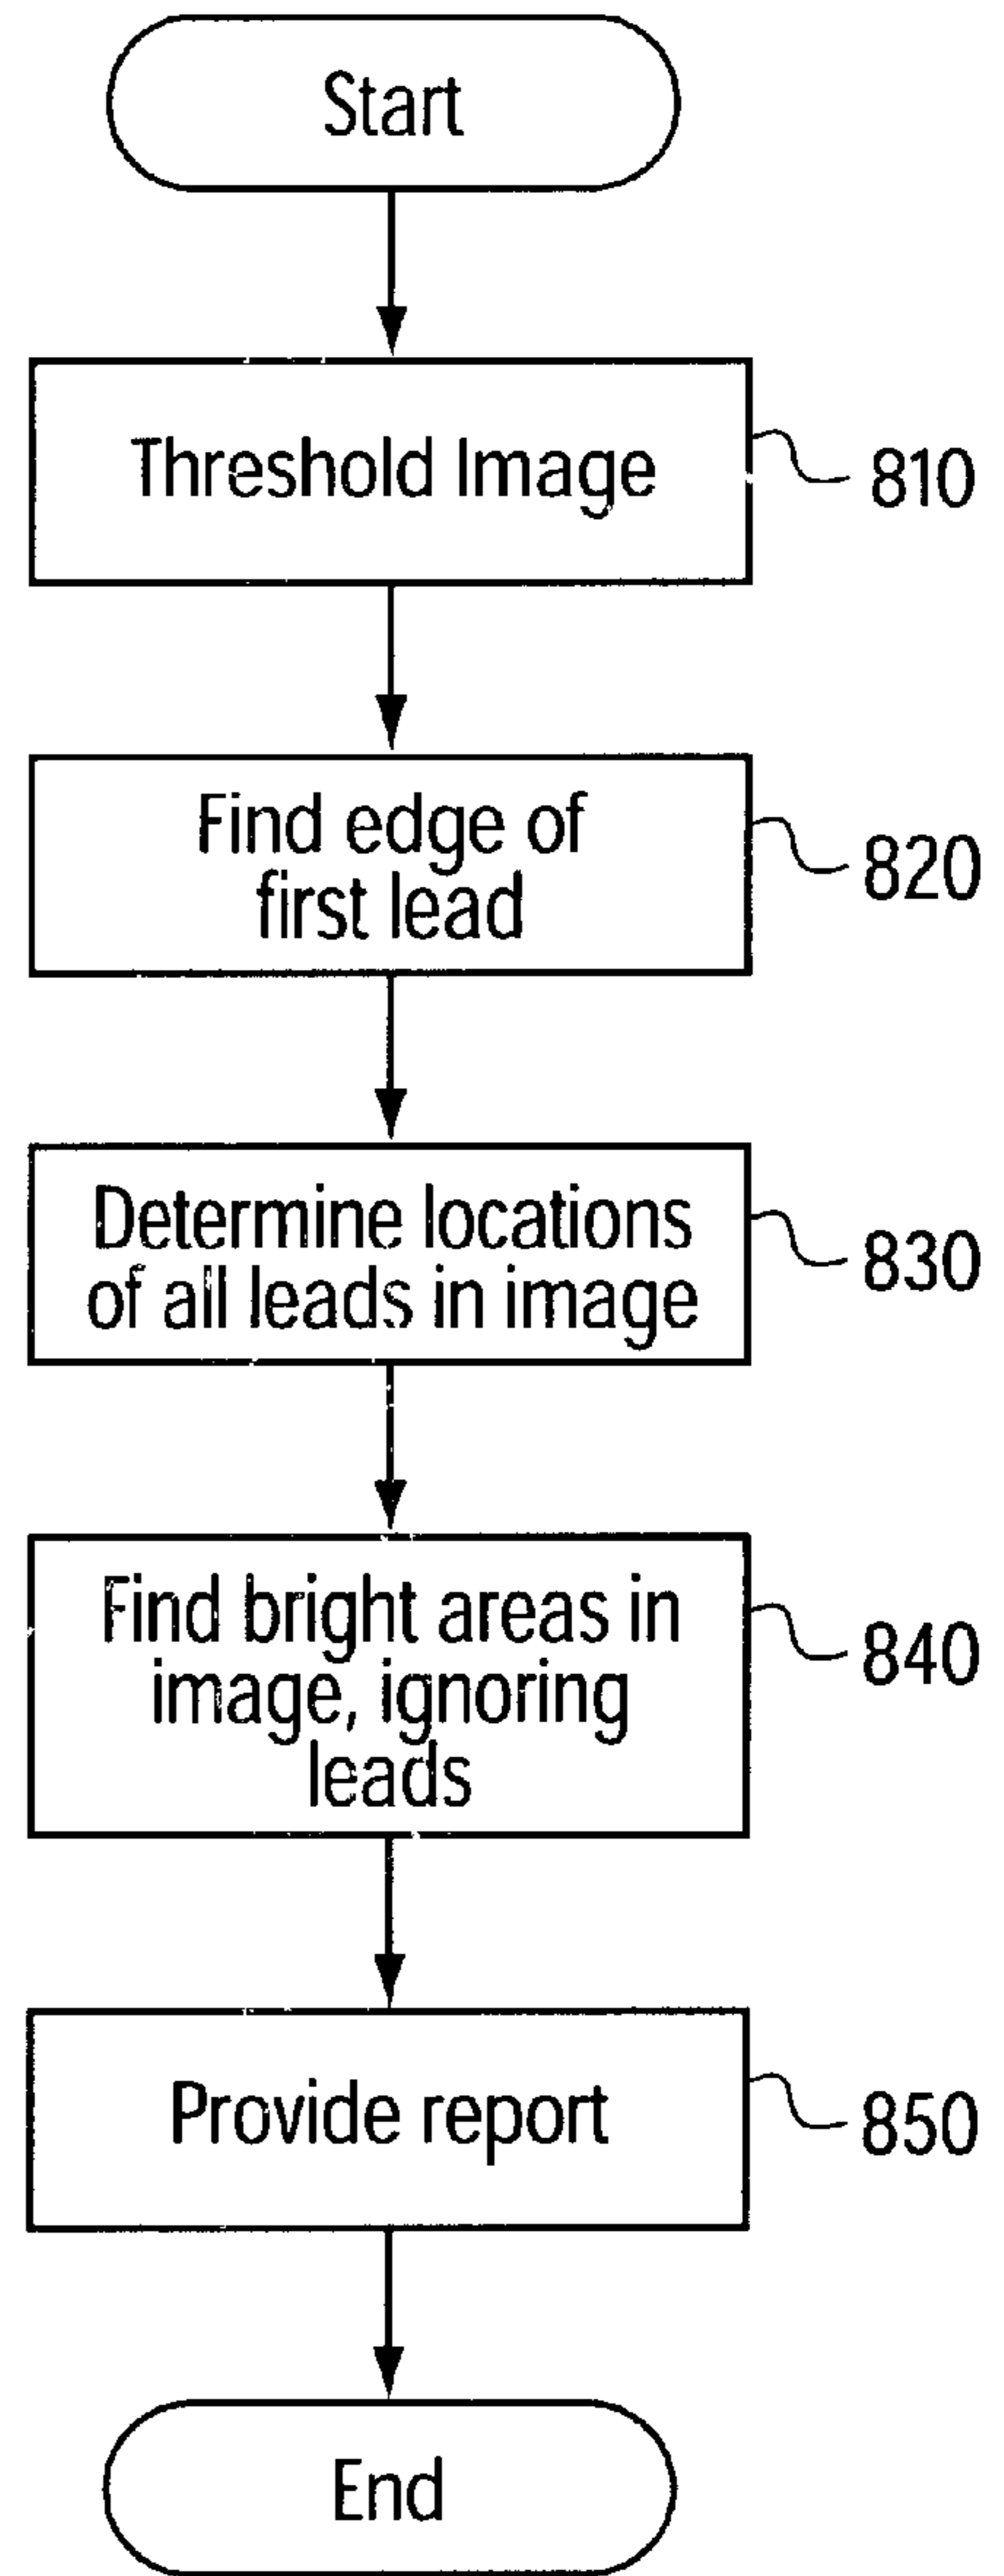 Start
Threshold Image
810
Find edge of
first lead
820
Determine locations
of all leads in image
830
Find bright areas in
image, ignoring
leads
840
Provide report
850
End